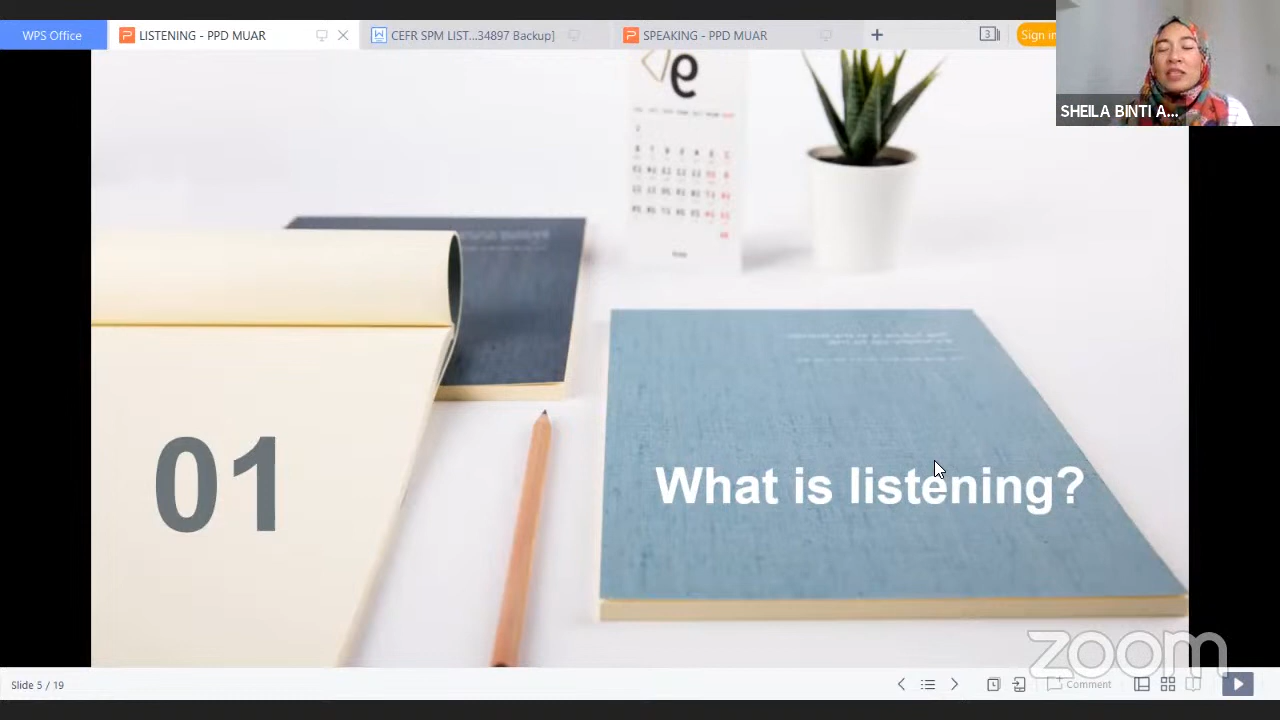 WPS Office
LISTENING - PPD MUAR
CEFR SPM LIST...34897 Backup]
SPEAKING - PPD MUAR
3
Sign in
SHEILA BINTI A...
01
What is listening?
zoom
Slide 5 / 19
Comment